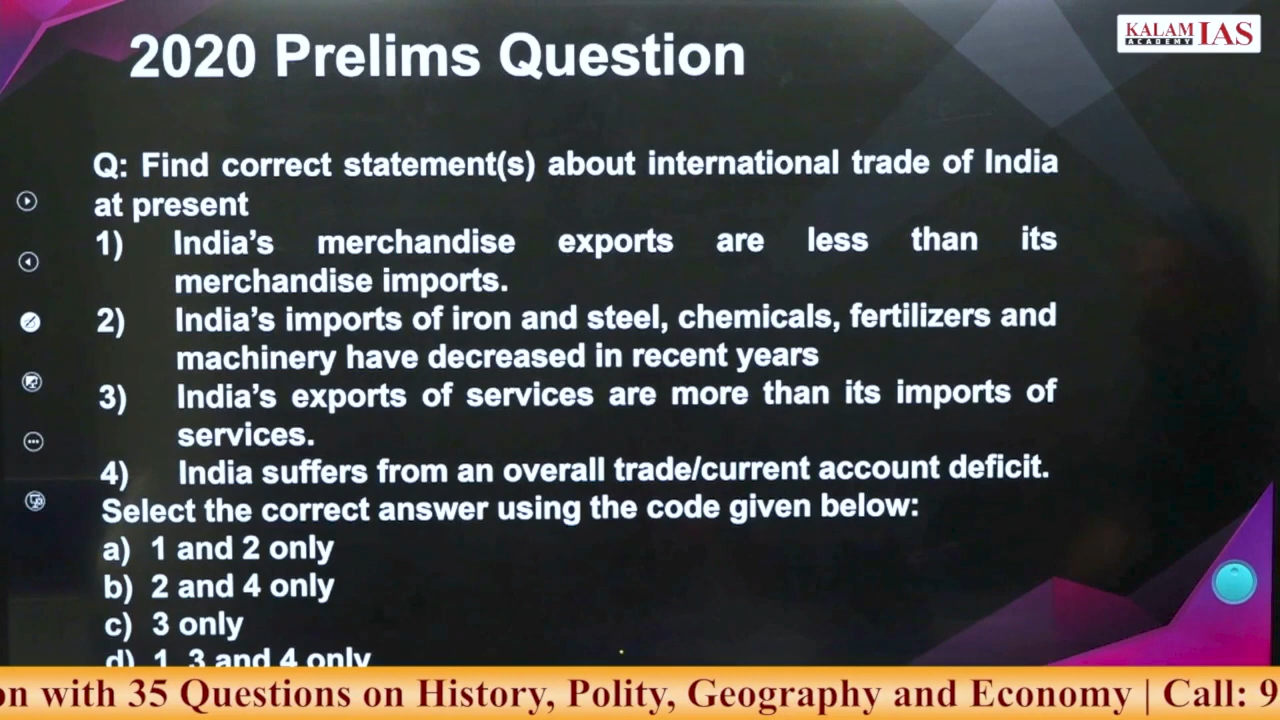 2020 Prelims Question
KALAM
ACADEMY
IAS
Q: Find correct statement(s) about international trade of India
at present
1) India’s merchandise exports are less than its
merchandise imports.
2) India’s imports of iron and steel, chemicals, fertilizers and
machinery have decreased in recent years
3) India’s exports of services are more than its imports of
services.
4) India suffers from an overall trade/current account deficit.
Select the correct answer using the code given below:
a) 1 and 2 only
b) 2 and 4 only
c) 3 only
d) 1, 3 and 4 only
on with 35 Questions on History, Polity, Geography and Economy | Call: 9